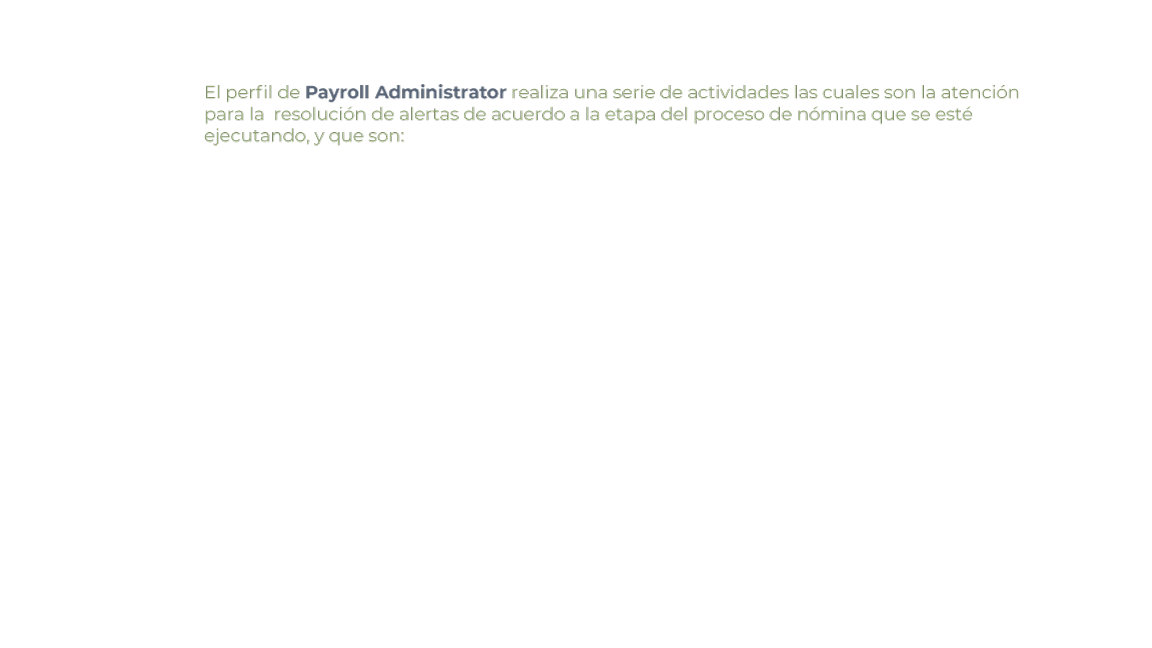 El perfil de Payroll Administrator realiza una serie de actividades las cuales son la atención
para la  resolución de alertas de acuerdo a la etapa del proceso de nómina que se esté
ejecutando, y que son: